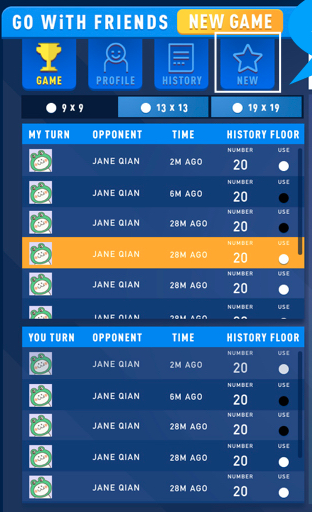 GO WiTH FRIENDS NEW GAME
GAME PROFILE HISTORY NEW
9 x 9 13 x 13 19 x 19
MY TURN OPPONENT TIME HISTORY FLOOR
NUMBER USE
JANE QIAN 2M AGO 20
NUMBER USE
JANE QIAN 6M AGO 20
NUMBER USE
JANE QIAN 28M AGO 20
NUMBER USE
JANE QIAN 28M AGO 20
NUMBER USE
JANE QIAN 28M AGO 20
NUMBER USE
JANE QIAN 28M AGO 20
YOU TURN OPPONENT TIME HISTORY FLOOR
NUMBER USE
JANE QIAN 2M AGO 20
NUMBER USE
JANE QIAN 6M AGO 20
NUMBER USE
JANE QIAN 28M AGO 20
NUMBER USE
JANE QIAN 28M AGO 20
NUMBER USE
JANE QIAN 28M AGO 20